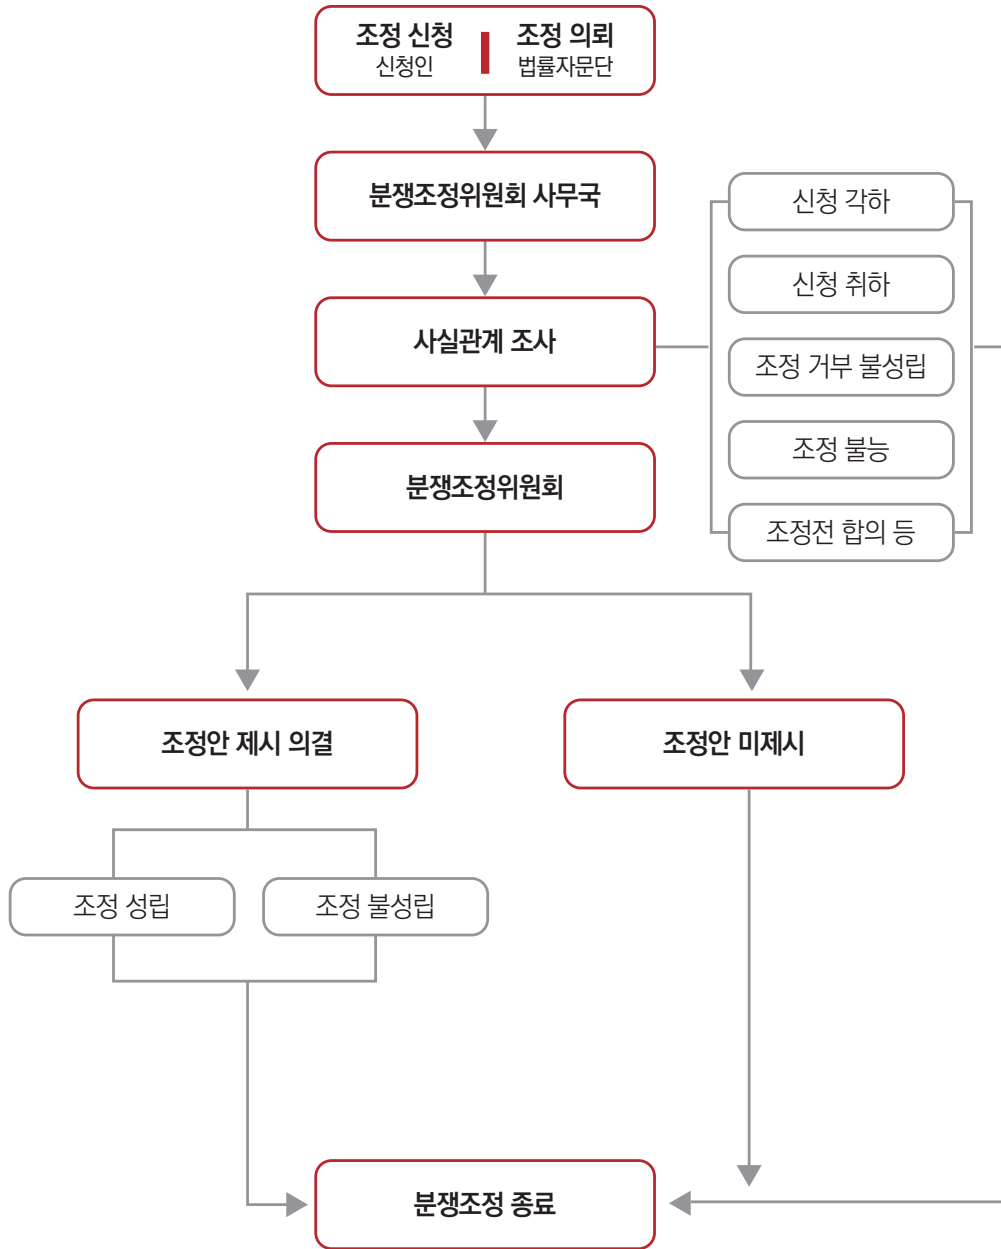 조정 신청
신청인
조정 의뢰
법률자문단
분쟁조정위원회 사무국
사실관계 조사
신청 각하
신청 취하
조정 거부 불성립
조정 불능
조정전 합의 등
분쟁조정위원회
조정안 제시 의결
조정안 미제시
조정 성립
조정 불성립
분쟁조정 종료